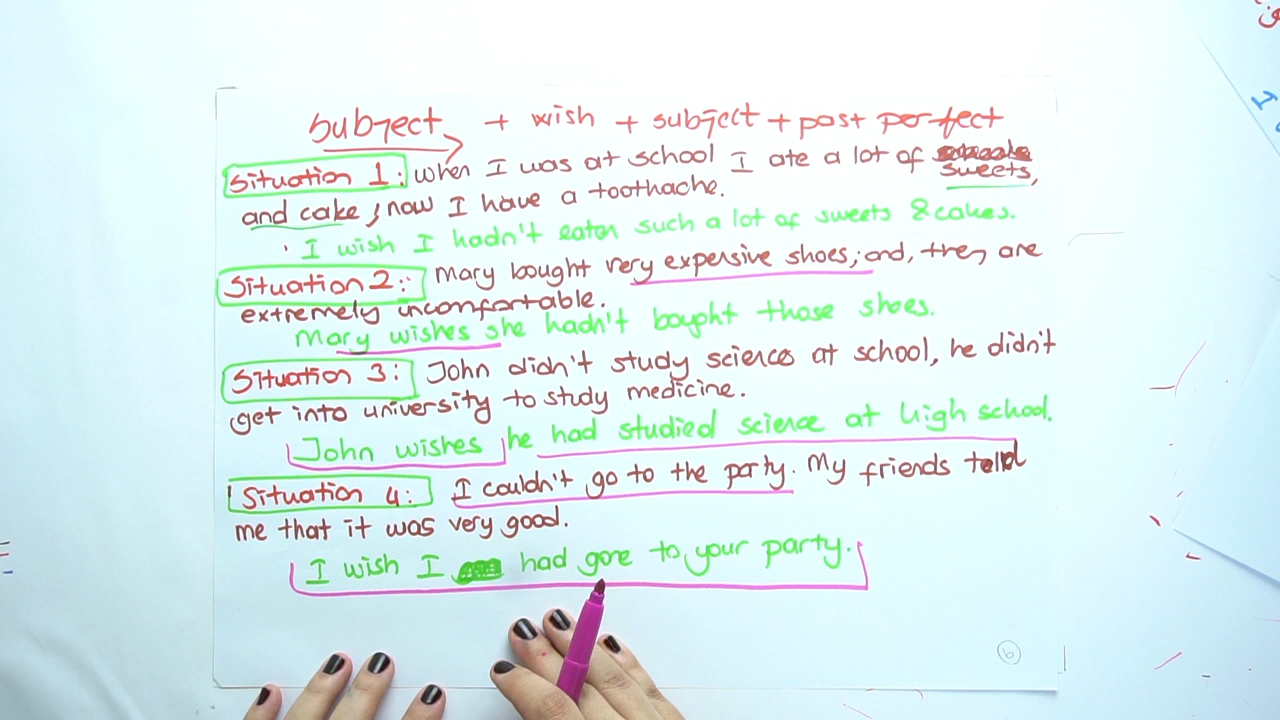 Subject + wish + subject + past perfect
Situation 1: when I was at school I ate a lot of sweets,
and cake, now I have a toothache.
I wish I hadn't eaten such a lot of sweets & cakes.
Situation 2: Mary bought very expensive shoes, and, they are
extremely uncomfortable.
Mary wishes she hadn't bought those shoes.
Situation 3: John didn't study science at school, he didn't
get into university to study medicine.
John wishes he had studied science at high school.
Situation 4: I couldn't go to the party. My friends told
me that it was very good.
I wish I had gone to your party.
6